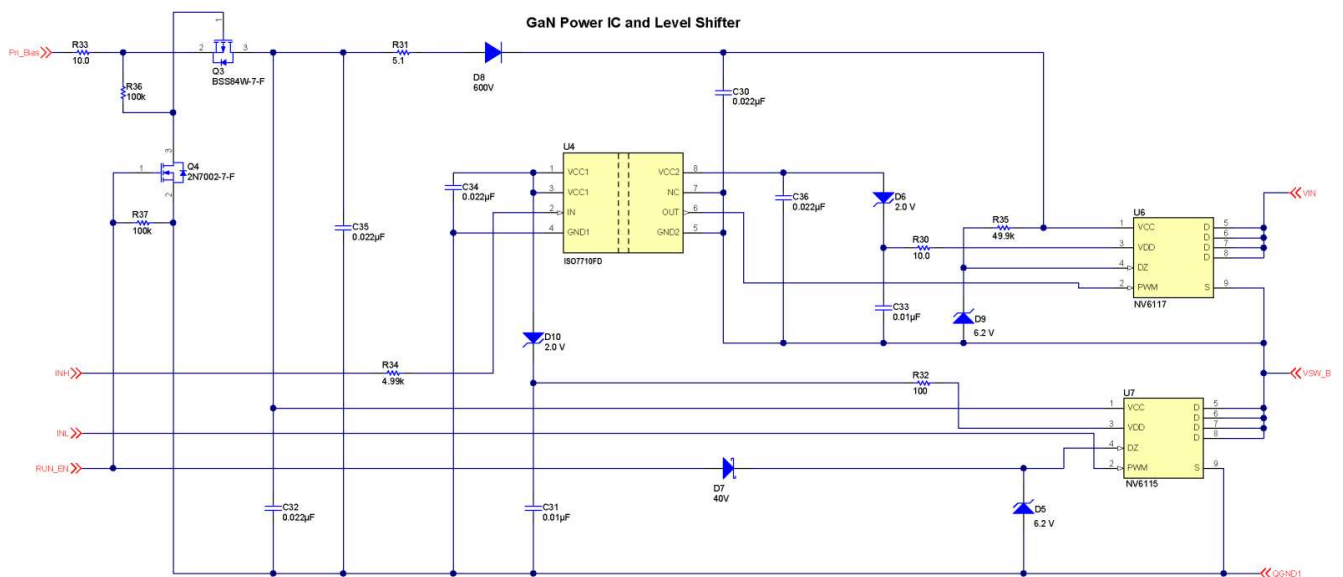 GaN Power IC and Level Shifter
Pri_Bias
R33
10.0
1
2
3
Q3
BSS84W-7-F
R36
100k
R31
5.1
D8
600V
C30
0.022µF
3
1
2
Q4
2N7002-7-F
R37
100k
C35
0.022µF
C34
0.022µF
U4
1
VCC1
3
VCC1
2
IN
4
GND1
VCC2
8
NC
7
OUT
6
GND2
5
ISO7710FD
C36
0.022µF
D6
2.0 V
R30
10.0
C33
0.01µF
R35
49.9k
D9
6.2 V
U6
1
VCC
3
VDD
4
DZ
2
PWM
D
5
D
6
D
7
D
8
S
9
NV6117
VIN
D10
2.0 V
INH
R34
4.99k
R32
100
VSW_B
U7
1
VCC
3
VDD
4
DZ
2
PWM
D
5
D
6
D
7
D
8
S
9
NV6115
INL
RUN_EN
D7
40V
C32
0.022µF
C31
0.01µF
D5
6.2 V
QGND1